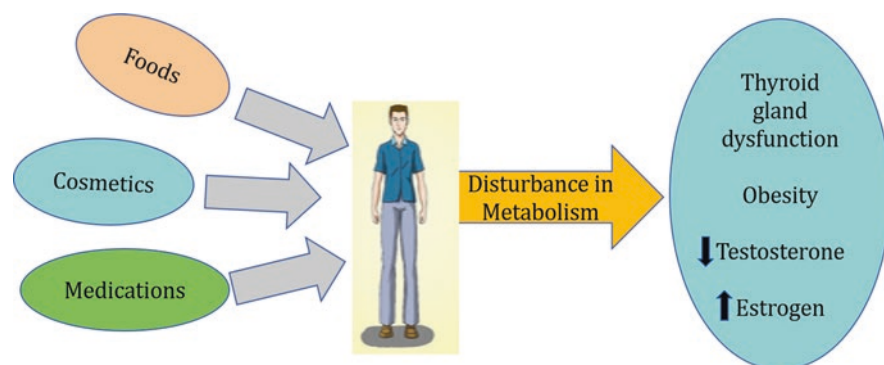 Foods
Cosmetics
Medications
Disturbance in
Metabolism
Thyroid
gland
dysfunction
Obesity
Testosterone
Estrogen